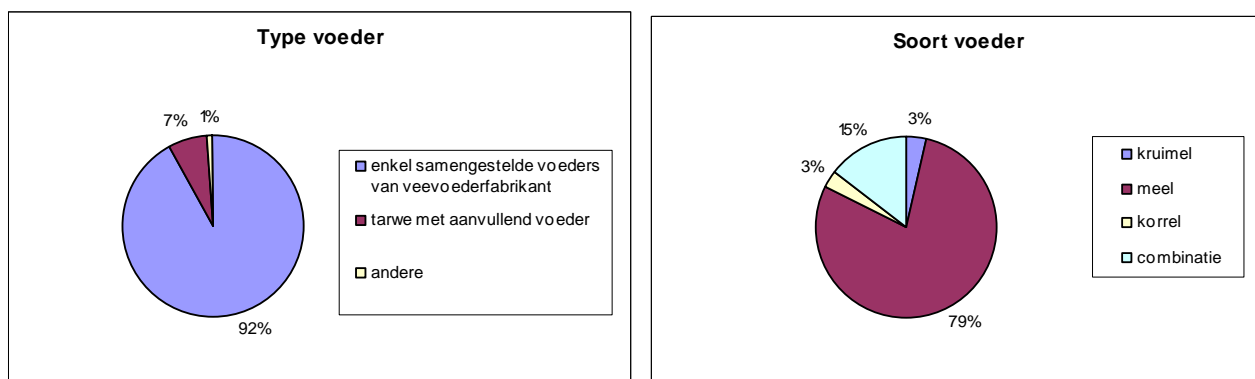 Type voeder
7%
1%
92%
enkel samengestelde voeders
van veevoederfabrikant
tarwe met aanvullend voeder
andere
Soort voeder
15%
3%
3%
79%
kruimel
meel
korrel
combinatie